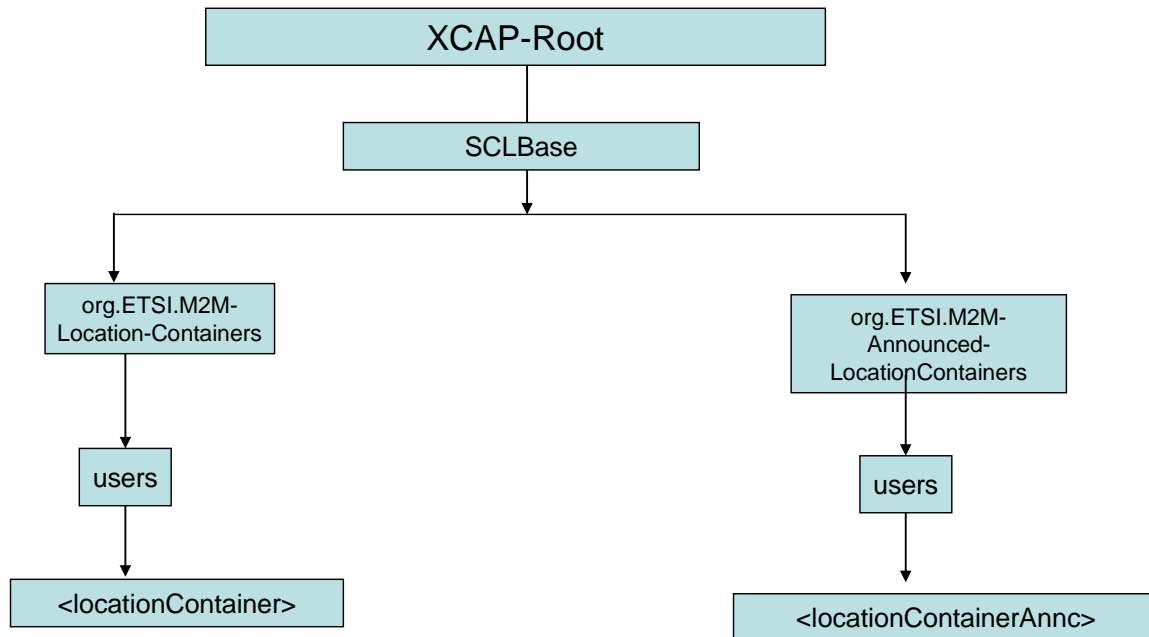 XCAP-Root
SCLBase
org.ETSI.M2M-
Location-Containers
org.ETSI.M2M-
Announced-
LocationContainers
users
users
<locationContainer>
<locationContainerAnnc>